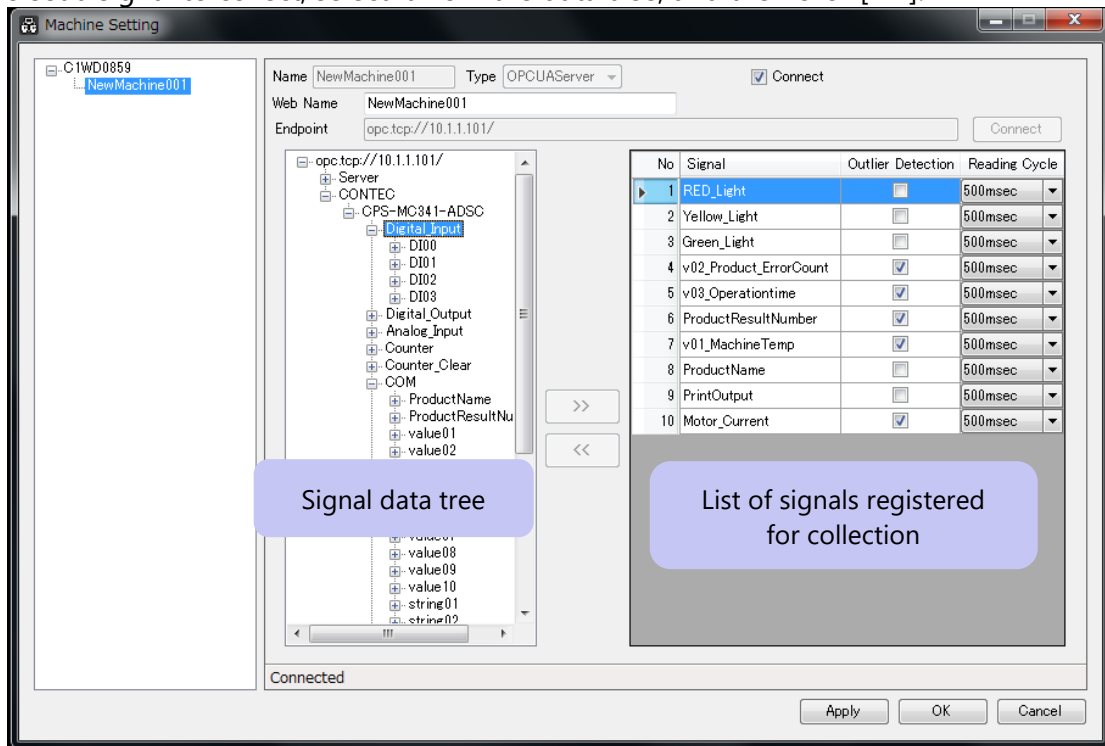 Machine Setting
C1WD0859
NewMachine001
Name NewMachine001 Type OPCUAServer Connect
Web Name NewMachine001
Endpoint opc.tcp://10.1.1.101/ Connect
opc.tcp://10.1.1.101/
Server
CONTEC
CPS-MC341-ADSC
Digital_Input
DI00
DI01
DI02
DI03
Digital_Output
Analog_Input
Counter
Counter_Clear
COM
ProductName
ProductResultNu
value01
value02
value08
value09
value10
string01
string02
>>
<<
No Signal Outlier Detection Reading Cycle
1 RED_Light 500msec
2 Yellow_Light 500msec
3 Green_Light 500msec
4 v02_Product_ErrorCount 500msec
5 v03_Operationtime 500msec
6 ProductResultNumber 500msec
7 v01_MachineTemp 500msec
8 ProductName 500msec
9 PrintOutput 500msec
10 Motor_Current 500msec
Signal data tree
List of signals registered
for collection
Connected
Apply OK Cancel